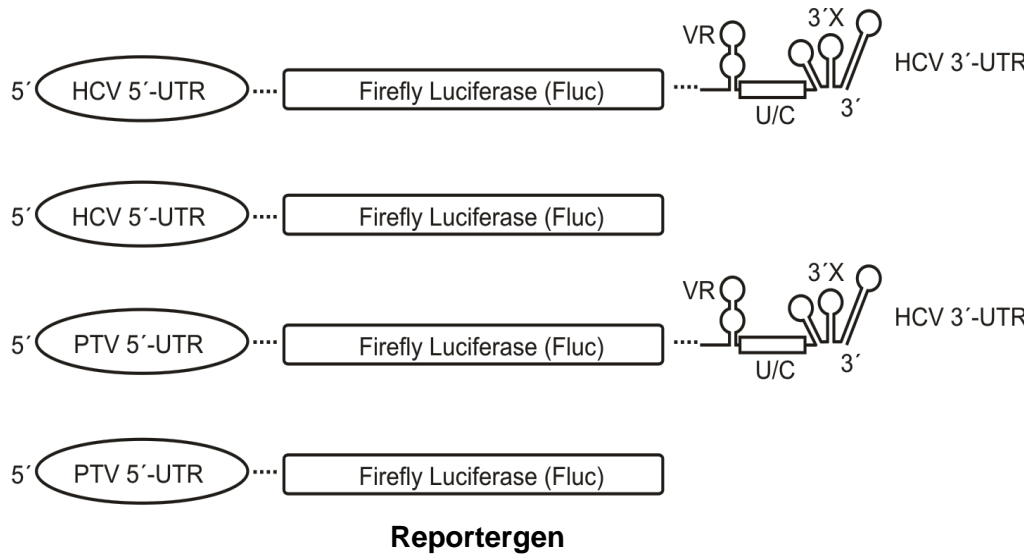 VR 3´X
5´ HCV 5´-UTR Firefly Luciferase (Fluc) HCV 3´-UTR
U/C 3´
5´ HCV 5´-UTR Firefly Luciferase (Fluc)
VR 3´X
5´ PTV 5´-UTR Firefly Luciferase (Fluc) HCV 3´-UTR
U/C 3´
5´ PTV 5´-UTR Firefly Luciferase (Fluc)
Reportergen